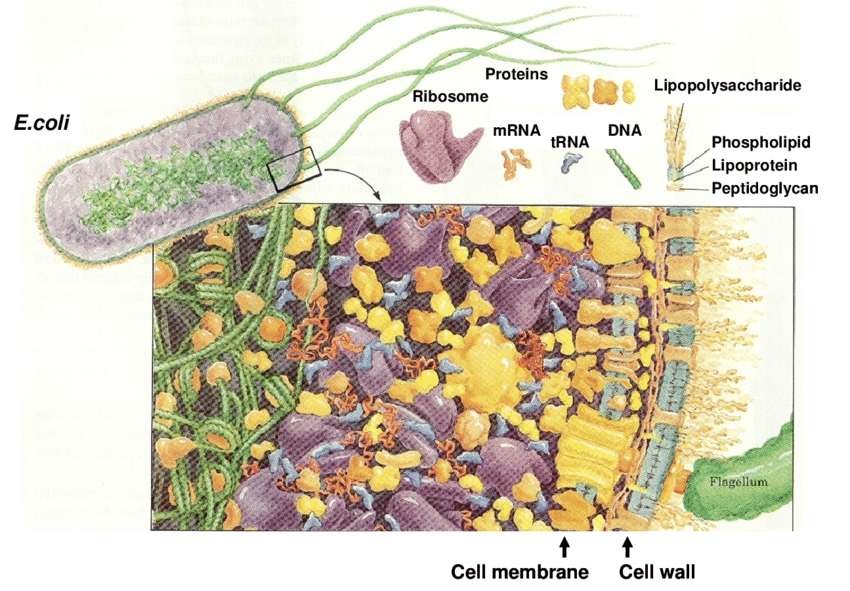 E.coli
Proteins
Ribosome
Lipopolysaccharide
mRNA
tRNA
DNA
Phospholipid
Lipoprotein
Peptidoglycan
Flagellum
Cell membrane
Cell wall